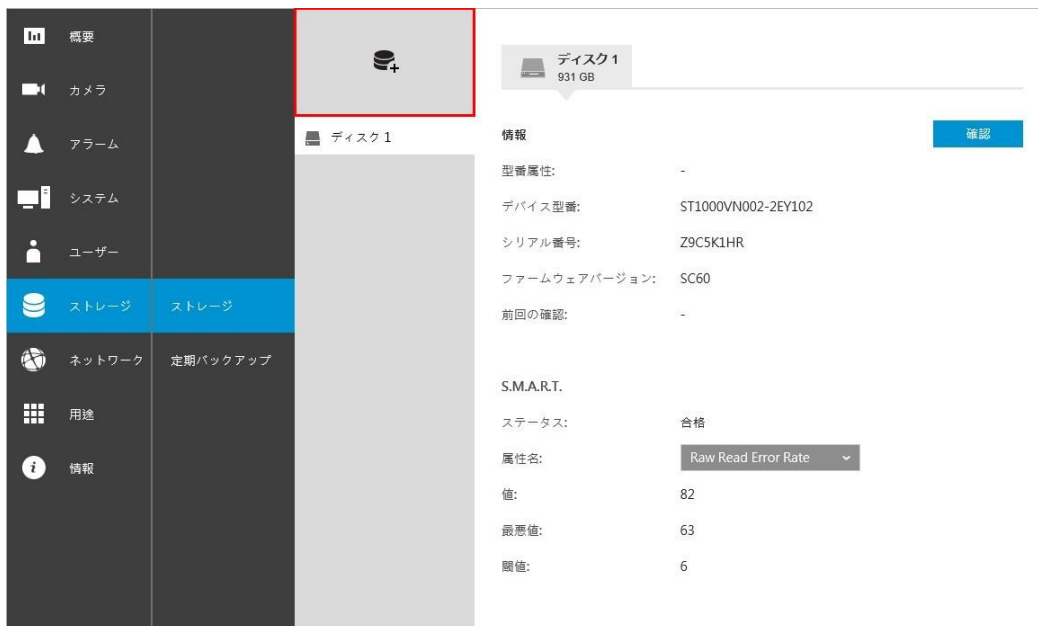 概要
カメラ
アラーム
システム
ユーザー
ストレージ
ネットワーク
用途
情報
ストレージ
定期バックアップ
ディスク 1
ディスク 1
931 GB
情報
確認
型番属性: -
デバイス型番: ST1000VN002-2EY102
シリアル番号: Z9C5K1HR
ファームウェアバージョン: SC60
前回の確認: -
S.M.A.R.T.
ステータス: 合格
属性名: Raw Read Error Rate
値: 82
最悪値: 63
閾値: 6